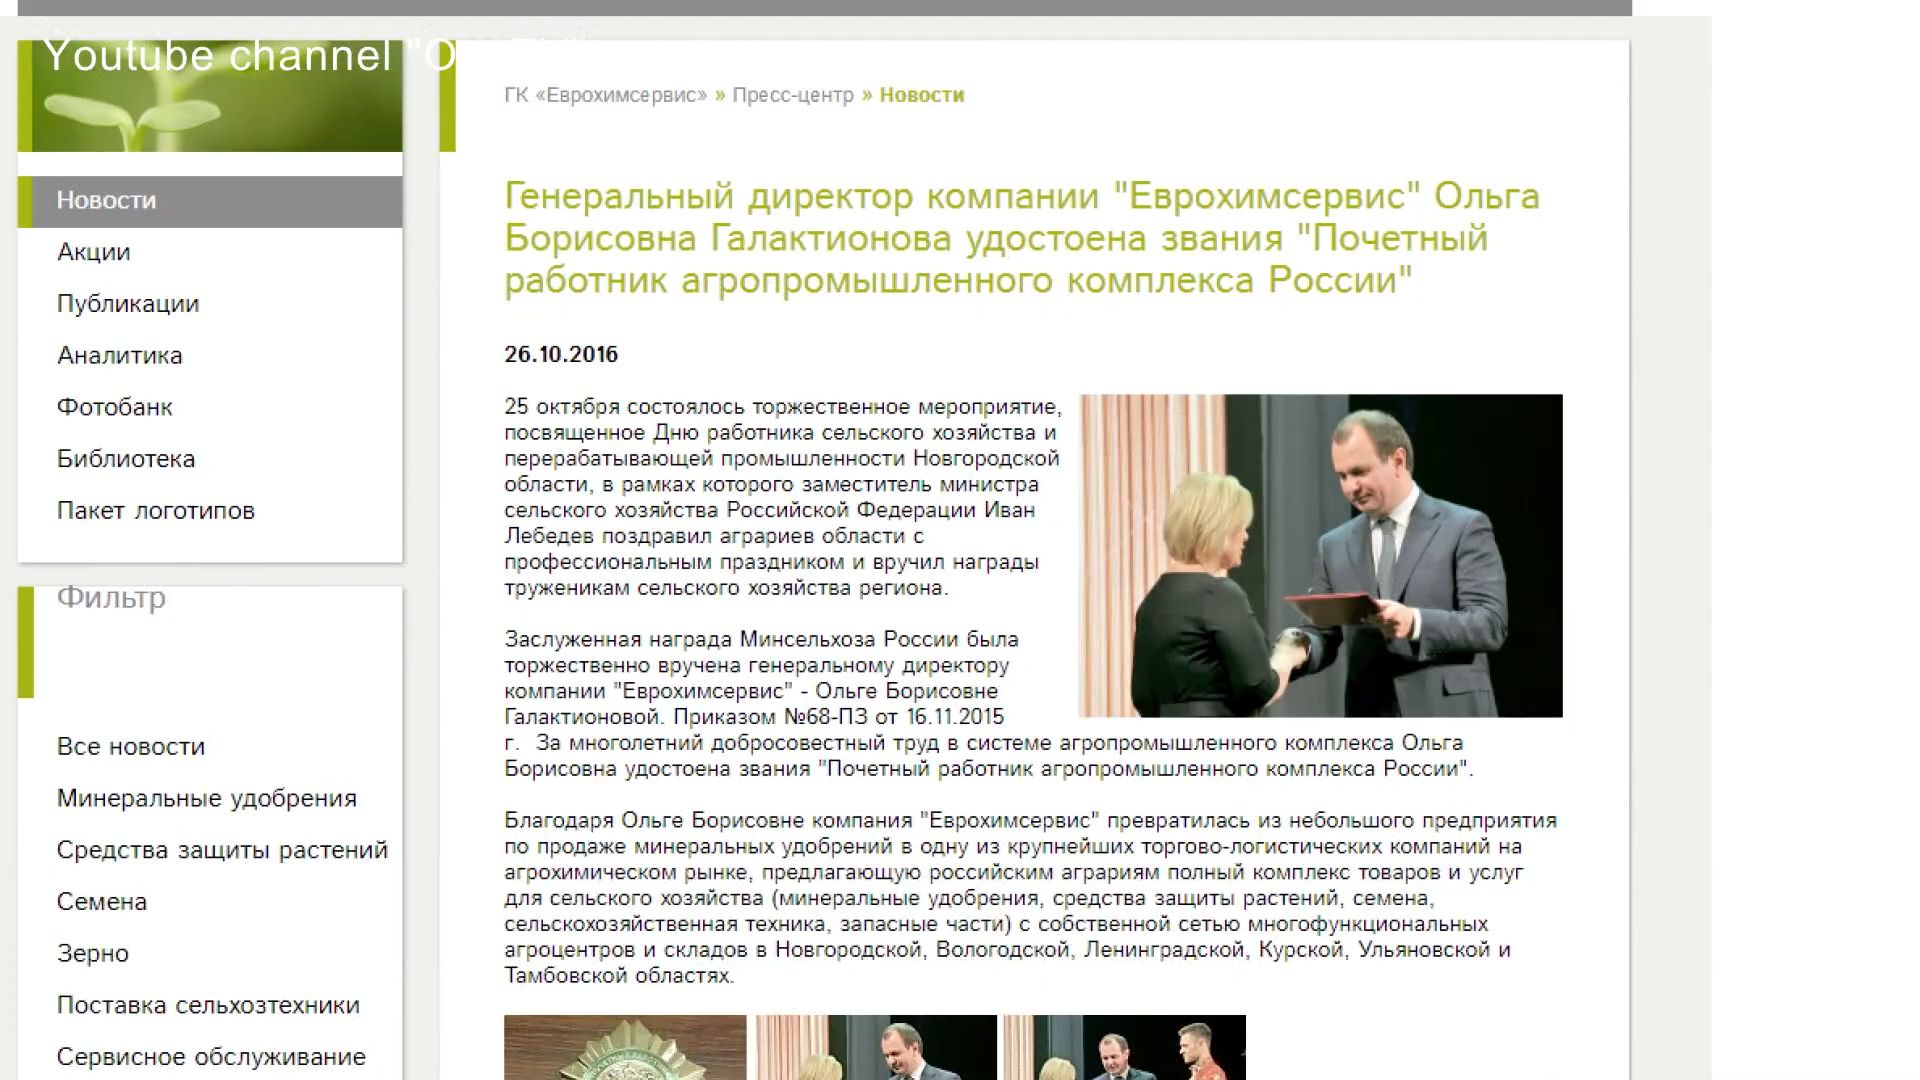 Youtube channel "O
ГК «Еврохимсервис» » Пресс-центр » Новости
Новости
Акции
Публикации
Аналитика
Фотобанк
Библиотека
Пакет логотипов
Фильтр
Все новости
Минеральные удобрения
Средства защиты растений
Семена
Зерно
Поставка сельхозтехники
Сервисное обслуживание
Генеральный директор компании "Еврохимсервис" Ольга
Борисовна Галактионова удостоена звания "Почетный
работник агропромышленного комплекса России"
26.10.2016
25 октября состоялось торжественное мероприятие,
посвященное Дню работника сельского хозяйства и
перерабатывающей промышленности Новгородской
области, в рамках которого заместитель министра
сельского хозяйства Российской Федерации Иван
Лебедев поздравил аграриев области с
профессиональным праздником и вручил награды
труженикам сельского хозяйства региона.
Заслуженная награда Минсельхоза России была
торжественно вручена генеральному директору
компании "Еврохимсервис" - Ольге Борисовне
Галактионовой. Приказом №68-ПЗ от 16.11.2015
г. За многолетний добросовестный труд в системе агропромышленного комплекса Ольга
Борисовна удостоена звания "Почетный работник агропромышленного комплекса России".
Благодаря Ольге Борисовне компания "Еврохимсервис" превратилась из небольшого предприятия
по продаже минеральных удобрений в одну из крупнейших торгово-логистических компаний на
агрохимическом рынке, предлагающую российским аграриям полный комплекс товаров и услуг
для сельского хозяйства (минеральные удобрения, средства защиты растений, семена,
сельскохозяйственная техника, запасные части) с собственной сетью многофункциональных
агроцентров и складов в Новгородской, Вологодской, Ленинградской, Курской, Ульяновской и
Тамбовской областях.